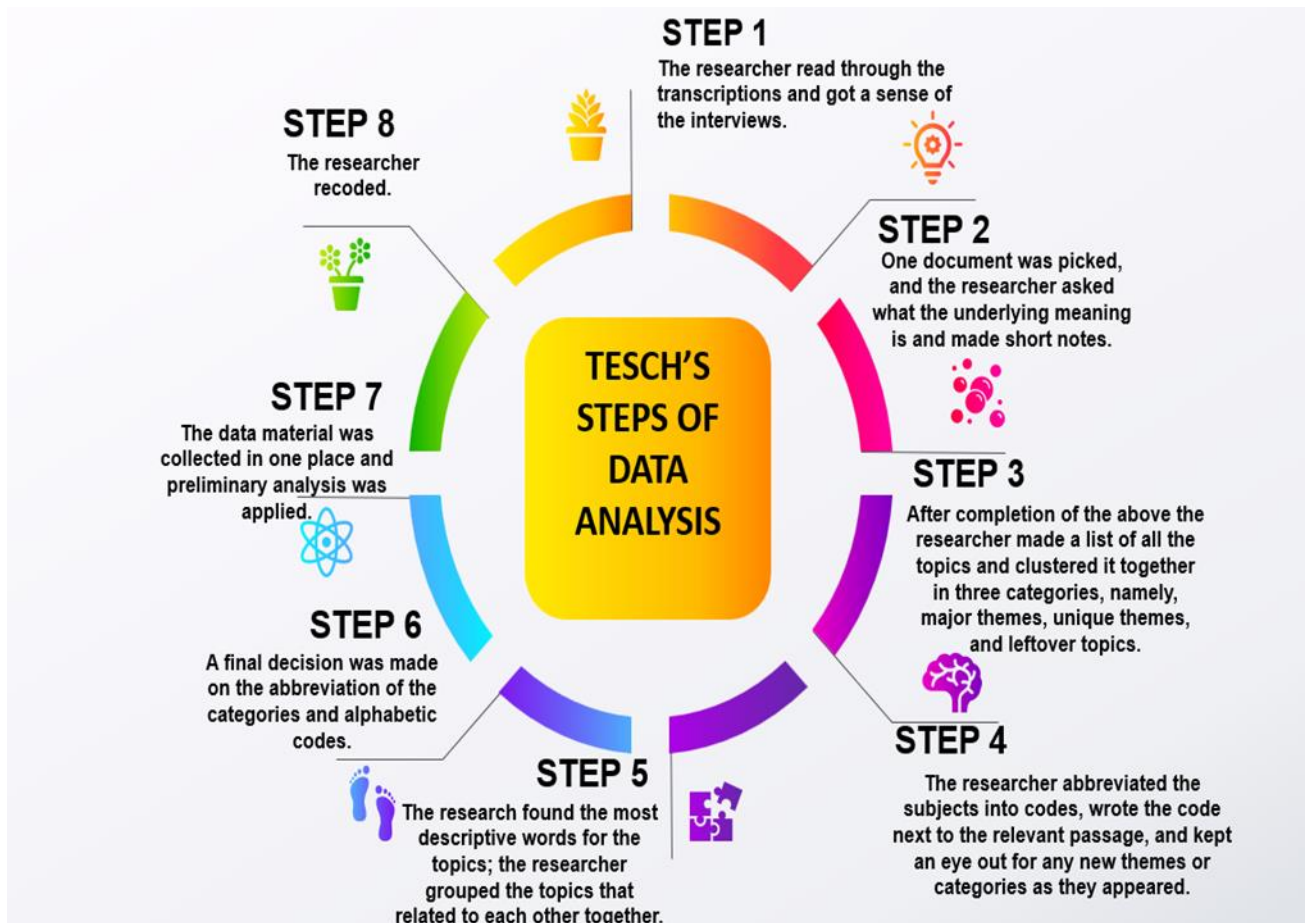 TESCH'S
STEPS OF
DATA
ANALYSIS
STEP 1
The researcher read through the
transcriptions and got a sense of
the interviews.
STEP 2
One document was picked,
and the researcher asked
what the underlying meaning
is and made short notes.
STEP 3
After completion of the above the
researcher made a list of all the
topics and clustered it together
in three categories, namely,
major themes, unique themes,
and leftover topics.
STEP 4
The researcher abbreviated the
subjects into codes, wrote the code
next to the relevant passage, and kept
an eye out for any new themes or
categories as they appeared.
STEP 5
The research found the most
descriptive words for the
topics; the researcher
grouped the topics that
related to each other together.
STEP 6
A final decision was made
on the abbreviation of the
categories and alphabetic
codes.
STEP 7
The data material was
collected in one place and
preliminary analysis was
applied.
STEP 8
The researcher
recoded.